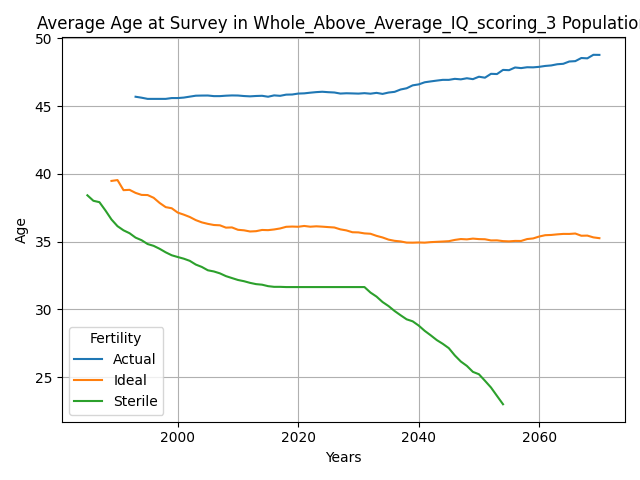 Average Age at Survey in Whole_Above_Average_IQ_scoring_3 Population
50
45
40
35
30
25
Age
Fertility
Actual
Ideal
Sterile
2000
2020
2040
2060
Years